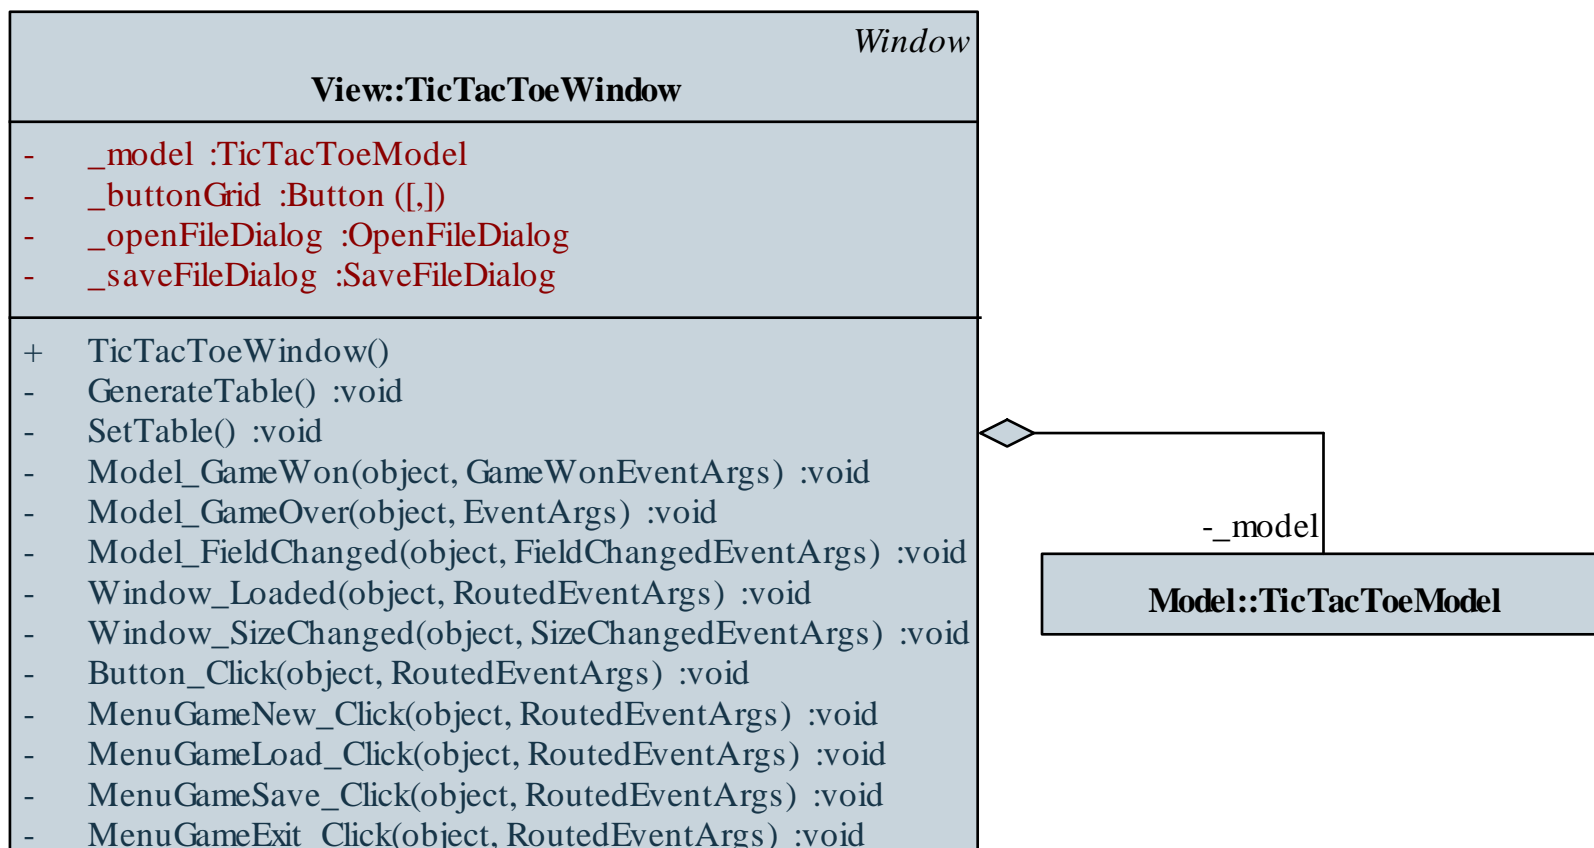 Window
View::TicTacToeWindow
- _model :TicTacToeModel
- _buttonGrid :Button ([,])
- _openFileDialog :OpenFileDialog
- _saveFileDialog :SaveFileDialog
+ TicTacToeWindow()
- GenerateTable() :void
- SetTable() :void
- Model_GameWon(object, GameWonEventArgs) :void
- Model_GameOver(object, EventArgs) :void
- Model_FieldChanged(object, FieldChangedEventArgs) :void
- Window_Loaded(object, RoutedEventArgs) :void
- Window_SizeChanged(object, SizeChangedEventArgs) :void
- Button_Click(object, RoutedEventArgs) :void
- MenuGameNew_Click(object, RoutedEventArgs) :void
- MenuGameLoad_Click(object, RoutedEventArgs) :void
- MenuGameSave_Click(object, RoutedEventArgs) :void
- MenuGameExit_Click(object, RoutedEventArgs) :void
-_model
Model::TicTacToeModel